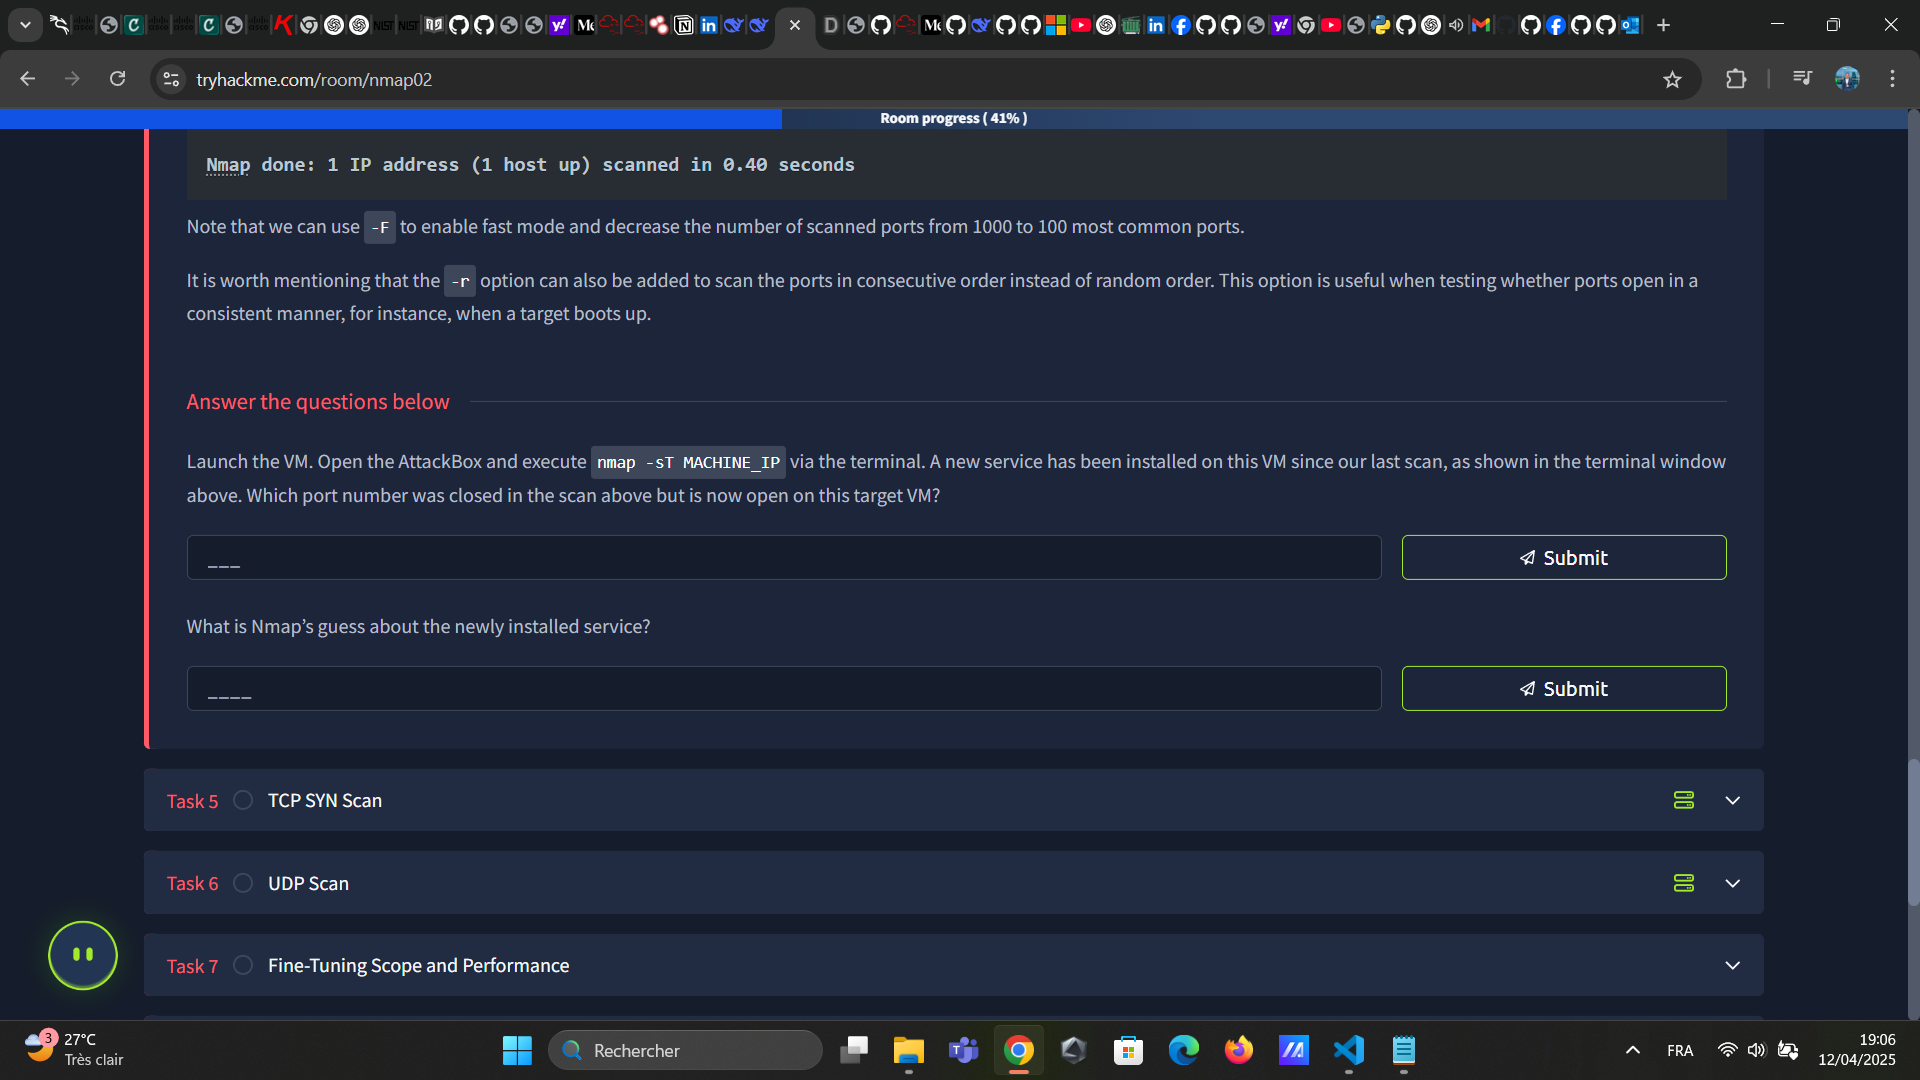 tryhackme.com/room/nmap02
Room progress ( 41% )
Nmap done: 1 IP address (1 host up) scanned in 0.40 seconds
Note that we can use -F to enable fast mode and decrease the number of scanned ports from 1000 to 100 most common ports.
It is worth mentioning that the -r option can also be added to scan the ports in consecutive order instead of random order. This option is useful when testing whether ports open in a
consistent manner, for instance, when a target boots up.
Answer the questions below
Launch the VM. Open the AttackBox and execute nmap -sT MACHINE_IP via the terminal. A new service has been installed on this VM since our last scan, as shown in the terminal window
above. Which port number was closed in the scan above but is now open on this target VM?
___ Submit
What is Nmap’s guess about the newly installed service?
____ Submit
Task 5 TCP SYN Scan
Task 6 UDP Scan
Task 7 Fine-Tuning Scope and Performance
3 27°C
Très clair
Rechercher
FRA
19:06
12/04/2025